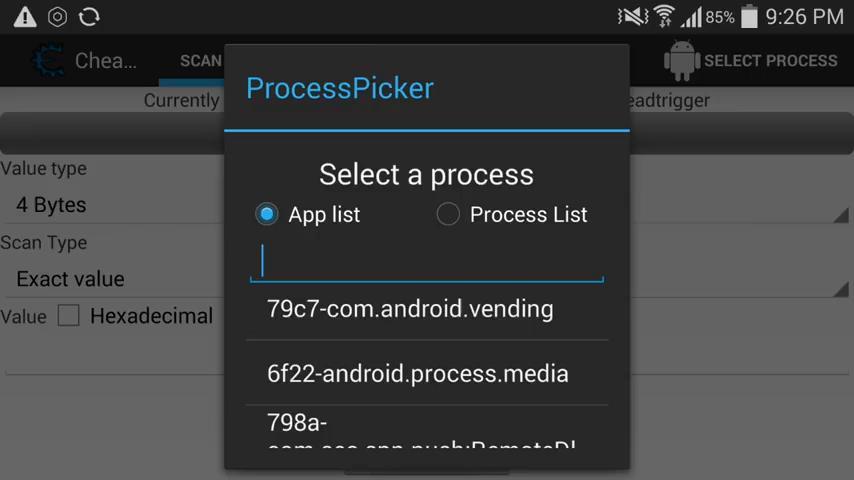 85% 9:26 PM
Chea... SCAN SELECT PROCESS
ProcessPicker
Currently
eadtrigger
Select a process
Value type
App list Process List
4 Bytes
Scan Type
Exact value
79c7-com.android.vending
Value Hexadecimal
6f22-android.process.media
798a-